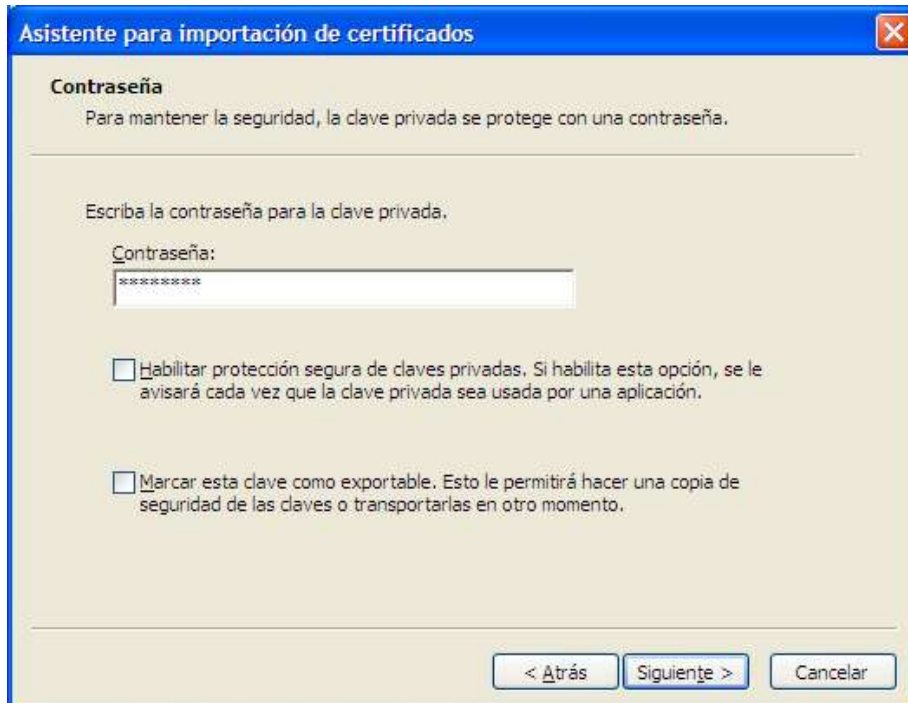 Asistente para importación de certificados
Contraseña
Para mantener la seguridad, la clave privada se protege con una contraseña.
Escriba la contraseña para la clave privada.
Contraseña:
********
Habilitar protección segura de claves privadas. Si habilita esta opción, se le
avisará cada vez que la clave privada sea usada por una aplicación.
Marcar esta clave como exportable. Esto le permitirá hacer una copia de
seguridad de las claves o transportarlas en otro momento.
< Atrás Siguiente > Cancelar